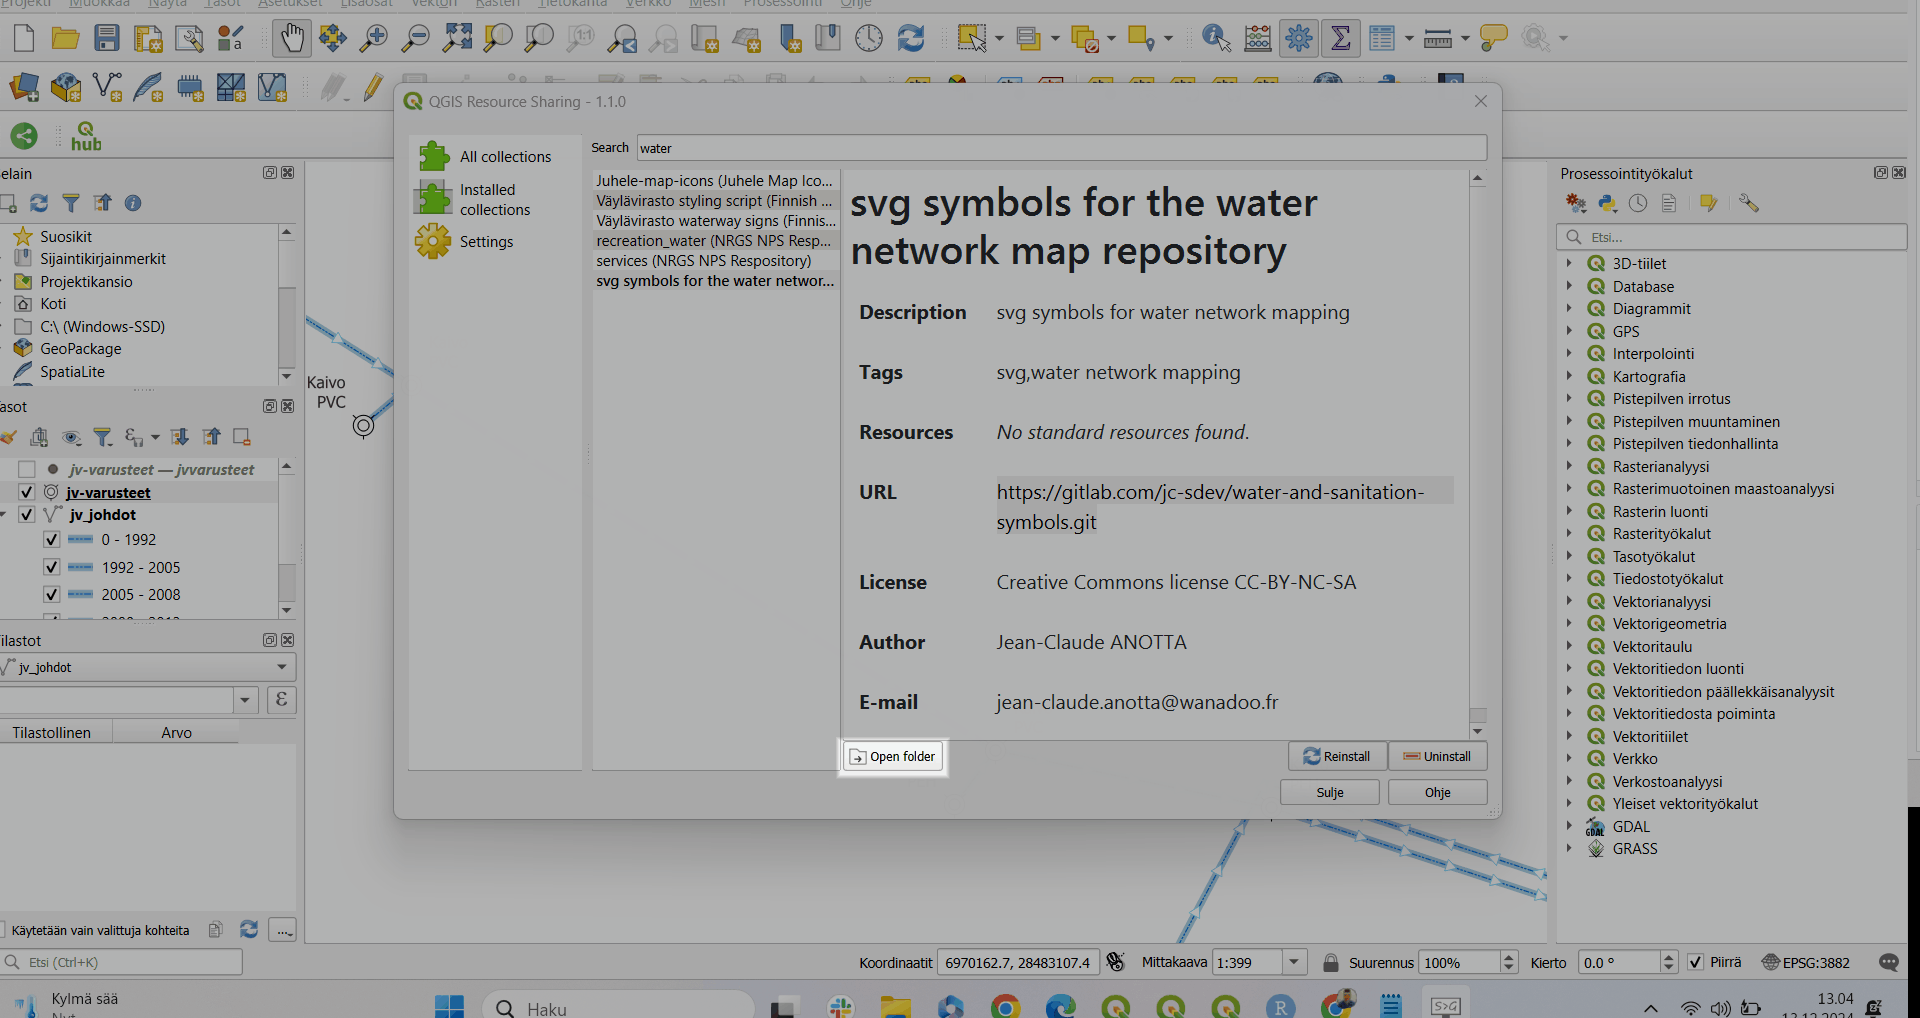 Projekti Muokkaa Näytä Tasot Asetukset Lisäosat Vektori Rasteri Tietokanta Verkko Mesh Prosessointi Ohje
hub
QGIS Resource Sharing - 1.1.0
All collections
Installed
collections
Settings
Search
water
Juhele-map-icons (Juhele Map Ico...
Väylävirasto styling script (Finnish ...
Väylävirasto waterway signs (Finnis...
recreation_water (NRGS NPS Resp...
services (NRGS NPS Respository)
svg symbols for the water networ...
svg symbols for the water
network map repository
Description svg symbols for water network mapping
Tags svg,water network mapping
Resources No standard resources found.
URL https://gitlab.com/jc-sdev/water-and-sanitation-
symbols.git
License Creative Commons license CC-BY-NC-SA
Author Jean-Claude ANOTTA
E-mail jean-claude.anotta@wanadoo.fr
Open folder
Reinstall
Uninstall
Sulje
Ohje
elain
Suosikit
Sijaintikirjainmerkit
Projektikansio
Koti
C:\ (Windows-SSD)
GeoPackage
SpatiaLite
asot
jv-varusteet — jvvarusteet
jv-varusteet
jv_johdot
0 - 1992
1992 - 2005
2005 - 2008
ilastot
jv_johdot
ε
Tilastollinen Arvo
Käytetään vain valittuja kohteita
...
Etsi (Ctrl+K)
Kaivo
PVC
Prosessointityökalut
Etsi...
3D-tiilet
Database
Diagrammit
GPS
Interpolointi
Kartografia
Pistepilven irrotus
Pistepilven muuntaminen
Pistepilven tiedonhallinta
Rasterianalyysi
Rasterimuotoinen maastoanalyysi
Rasterin luonti
Rasterityökalut
Tasotyökalut
Tiedostotyökalut
Vektorianalyysi
Vektorigeometria
Vektoritaulu
Vektoritiedon luonti
Vektoritiedon päällekkäisanalyysit
Vektoritiedosta poiminta
Vektoritiilet
Verkko
Verkostoanalyysi
Yleiset vektorityökalut
GDAL
GRASS
Koordinaatit 6970162.7, 28483107.4 Mittakaava 1:399 Suurennus 100% Kierto 0.0 ° Piirrä EPSG:3882
Kylmä sää
Nyt
Haku
R
S>G
13.04
13.12.2024